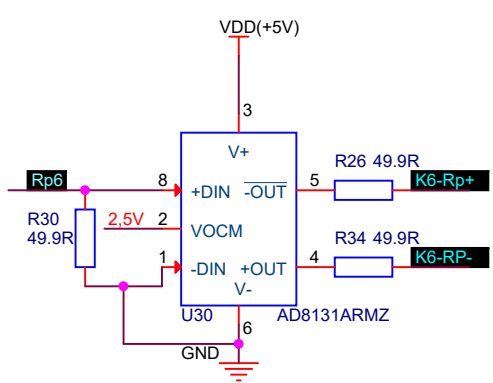 VDD(+5V)
3
V+
R26 49.9R
Rp6
8
+DIN
-OUT
5
K6-Rp+
R30
49.9R
2,5V
2
VOCM
R34 49.9R
1
-DIN
+OUT
4
K6-RP-
V-
U30
AD8131ARMZ
6
GND